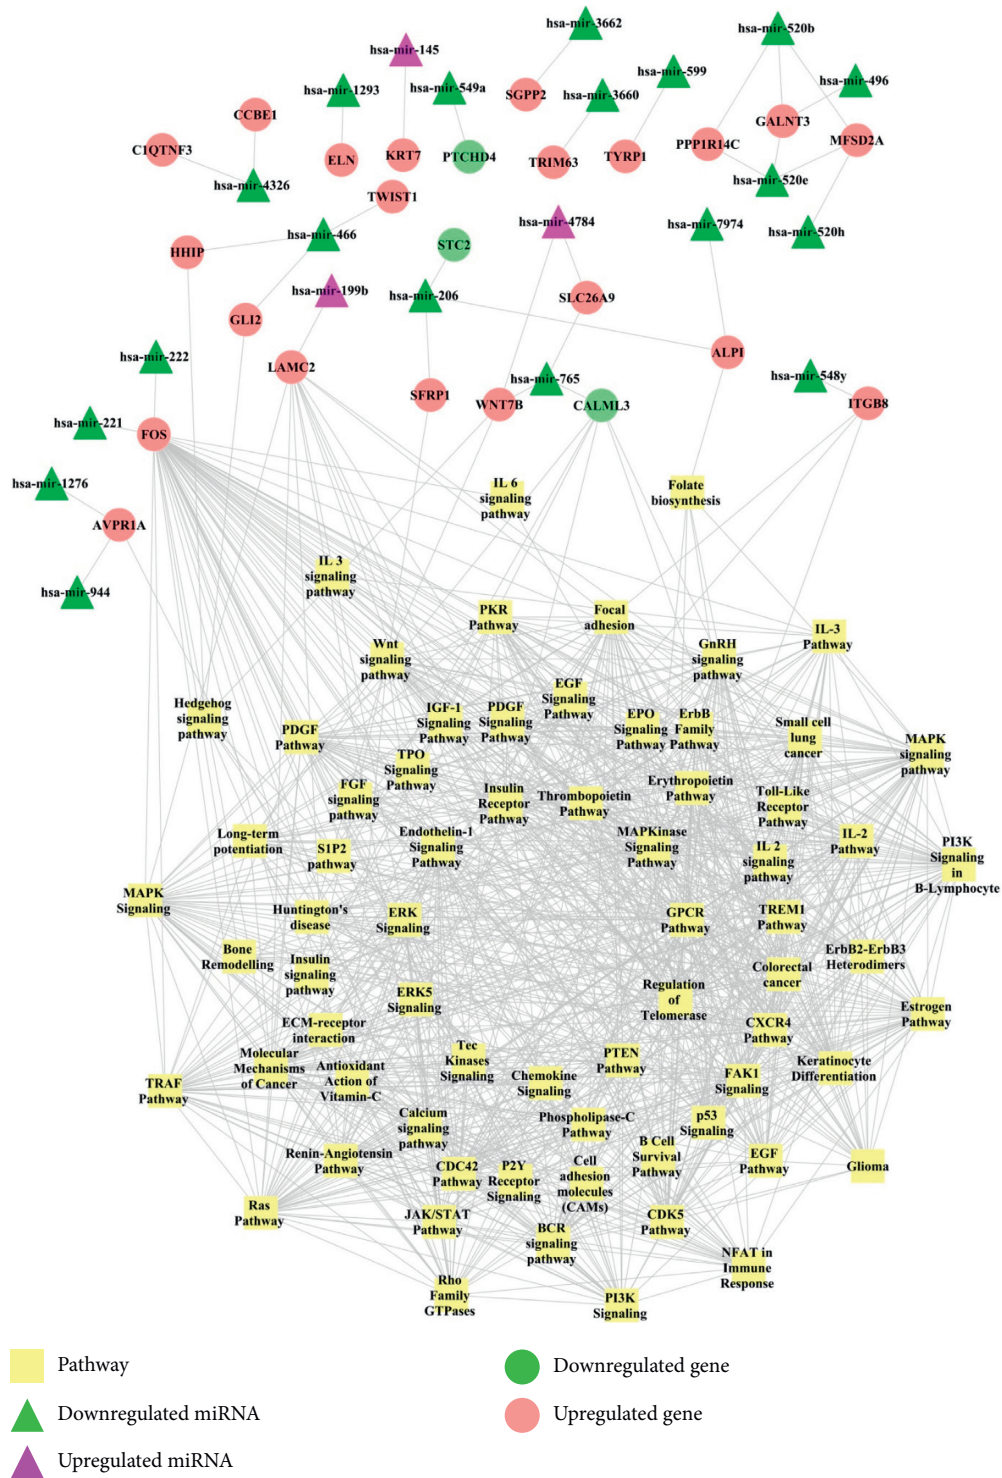 hsa-mir-3662
hsa-mir-520b
hsa-mir-145
hsa-mir-599
hsa-mir-496
hsa-mir-1293
hsa-mir-549a
SGPP2
hsa-mir-3660
CCBE1
GALNT3
C1QTNF3
ELN
KRT7
PTCHD4
TRIM63
TYRP1
PPP1R14C
MFSD2A
hsa-mir-4326
hsa-mir-520e
TWIST1
hsa-mir-466
hsa-mir-4784
hsa-mir-7974
hsa-mir-520h
HHIP
STC2
hsa-mir-199b
hsa-mir-206
SLC26A9
GLI2
hsa-mir-222
LAMC2
ALPI
hsa-mir-765
hsa-mir-548y
SFRP1
WNT7B
CALML3
ITGB8
hsa-mir-221
FOS
hsa-mir-1276
AVPR1A
hsa-mir-944
IL 6
signaling
pathway
Folate
biosynthesis
IL 3
signaling
pathway
PKR
Pathway
Focal
adhesion
IL-3
Pathway
Wnt
signaling
pathway
GnRH
signaling
pathway
EGF
Signaling
Pathway
Hedgehog
signaling
pathway
PDGF
Pathway
IGF-1
Signaling
Pathway
PDGF
Signaling
Pathway
EPO
Signaling
Pathway
ErbB
Family
Pathway
Small cell
lung
cancer
MAPK
signaling
pathway
TPO
Signaling
Pathway
FGF
signaling
pathway
Insulin
Receptor
Pathway
Thrombopoietin
Pathway
Erythropoietin
Pathway
Toll-Like
Receptor
Pathway
Long-term
potentiation
S1P2
pathway
Endothelin-1
Signaling
Pathway
MAPKinase
Signaling
Pathway
IL 2
signaling
pathway
IL-2
Pathway
PI3K
Signaling
in
B-Lymphocyte
MAPK
Signaling
Huntington's
disease
ERK
Signaling
GPCR
Pathway
TREM1
Pathway
Bone
Remodelling
Insulin
signaling
pathway
ErbB2-ErbB3
Heterodimers
Colorectal
cancer
ERK5
Signaling
Regulation
of
Telomerase
Estrogen
Pathway
ECM-receptor
interaction
CXCR4
Pathway
Molecular
Mechanisms
of Cancer
Antioxidant
Action of
Vitamin-C
Tec
Kinases
Signaling
Chemokine
Signaling
PTEN
Pathway
FAK1
Signaling
Keratinocyte
Differentiation
TRAF
Pathway
Calcium
signaling
pathway
Phospholipase-C
Pathway
p53
Signaling
Renin-Angiotensin
Pathway
CDC42
Pathway
P2Y
Receptor
Signaling
Cell
adhesion
molecules
(CAMs)
B Cell
Survival
Pathway
EGF
Pathway
Glioma
Ras
Pathway
JAK/STAT
Pathway
BCR
signaling
pathway
CDK5
Pathway
NFAT in
Immune
Response
Rho
Family
GTPases
PI3K
Signaling
Pathway
Downregulated miRNA
Upregulated miRNA
Downregulated gene
Upregulated gene